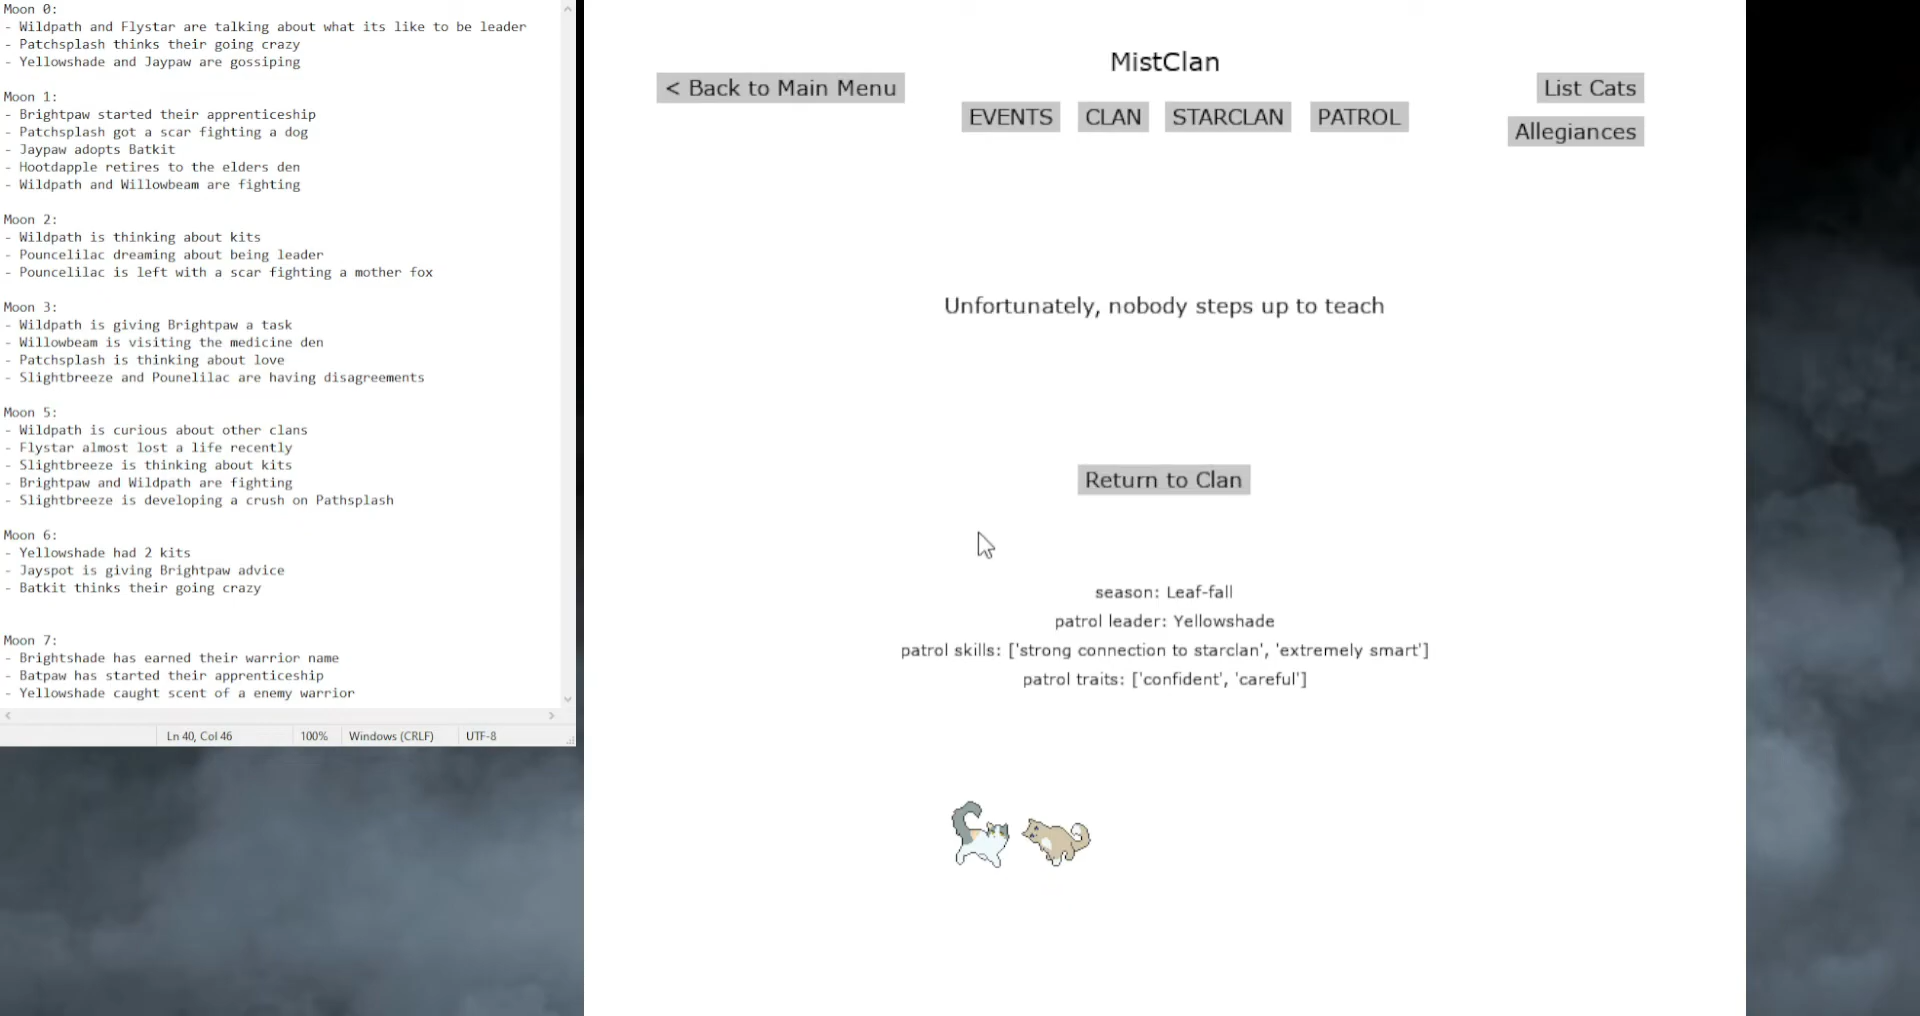 Moon 0:
- Wildpath and Flystar are talking about what its like to be leader
- Patchsplash thinks their going crazy
- Yellowshade and Jaypaw are gossiping
Moon 1:
- Brightpaw started their apprenticeship
- Patchsplash got a scar fighting a dog
- Jaypaw adopts Batkit
- Hootdapple retires to the elders den
- Wildpath and Willowbeam are fighting
Moon 2:
- Wildpath is thinking about kits
- Pouncelilac dreaming about being leader
- Pouncelilac is left with a scar fighting a mother fox
Moon 3:
- Wildpath is giving Brightpaw a task
- Willowbeam is visiting the medicine den
- Patchsplash is thinking about love
- Slightbreeze and Pounelilac are having disagreements
Moon 5:
- Wildpath is curious about other clans
- Flystar almost lost a life recently
- Slightbreeze is thinking about kits
- Brightpaw and Wildpath are fighting
- Slightbreeze is developing a crush on Pathsplash
Moon 6:
- Yellowshade had 2 kits
- Jayspot is giving Brightpaw advice
- Batkit thinks their going crazy
Moon 7:
- Brightshade has earned their warrior name
- Batpaw has started their apprenticeship
- Yellowshade caught scent of a enemy warrior
Ln 40, Col 46 100% Windows (CRLF) UTF-8
MistClan
< Back to Main Menu
List Cats
EVENTS CLAN STARCLAN PATROL
Allegiances
Unfortunately, nobody steps up to teach
Return to Clan
season: Leaf-fall
patrol leader: Yellowshade
patrol skills: ['strong connection to starclan', 'extremely smart']
patrol traits: ['confident', 'careful']